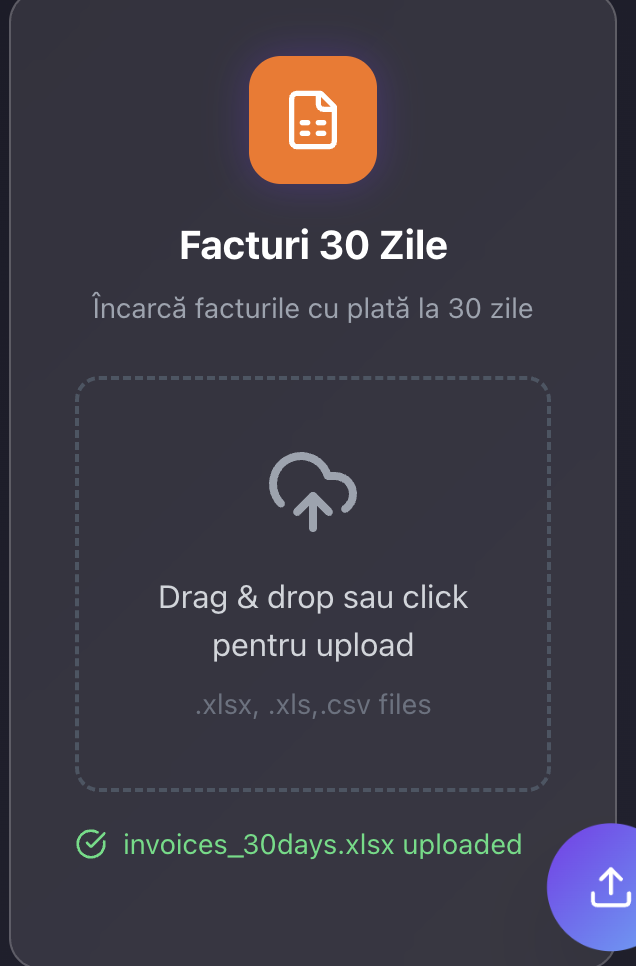 Facturi 30 Zile
Încarcă facturile cu plată la 30 zile
Drag & drop sau click
pentru upload
.xlsx, .xls,.csv files
invoices_30days.xlsx uploaded